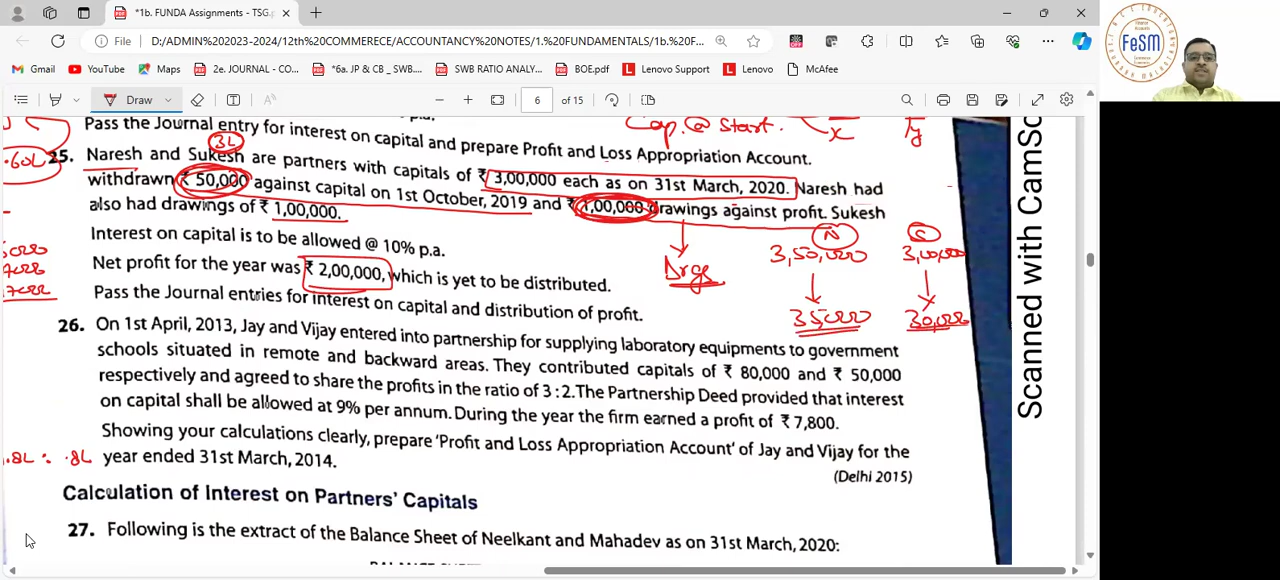 *1b. FUNDA Assignments - TSG.p
File
D:/ADMIN%202023-2024/12th%20COMMERECE/ACCOUNTANCE%20NOTES/1.%20FUNDAMENTALS/1b.%20F...
Gmail YouTube Maps 2e. JOURNAL - CO... *6a. JP & CB _SWB.... SWB RATIO ANALY... BOE.pdf Lenovo Support Lenovo McAfee
Draw
6 of 15
Cap. @ Start. x y
Pass the Journal entry for interest on capital and prepare Profit and Loss Appropriation Account.
3L
.60L
25. Naresh and Sukesh are partners with capitals of ₹ 3,00,000 each as on 31st March, 2020. Naresh had
withdrawn ₹ 50,000 against capital on 1st October, 2019 and ₹ 1,00,000 drawings against profit. Sukesh
also had drawings of ₹ 1,00,000.
N
Interest on capital is to be allowed @ 10% p.a.
3,50,000 3,00,000
Drgs
Net profit for the year was ₹ 2,00,000, which is yet to be distributed.
Pass the Journal entries for interest on capital and distribution of profit.
35000 30,000
26. On 1st April, 2013, Jay and Vijay entered into partnership for supplying laboratory equipments to government
schools situated in remote and backward areas. They contributed capitals of ₹ 80,000 and ₹ 50,000
respectively and agreed to share the profits in the ratio of 3 : 2. The Partnership Deed provided that interest
on capital shall be allowed at 9% per annum. During the year the firm earned a profit of ₹ 7,800.
Showing your calculations clearly, prepare 'Profit and Loss Appropriation Account' of Jay and Vijay for the
.8L : .8L
year ended 31st March, 2014.
(Delhi 2015)
Calculation of Interest on Partners' Capitals
27. Following is the extract of the Balance Sheet of Neelkant and Mahadev as on 31st March, 2020:
Scanned with CamSc
FeSM